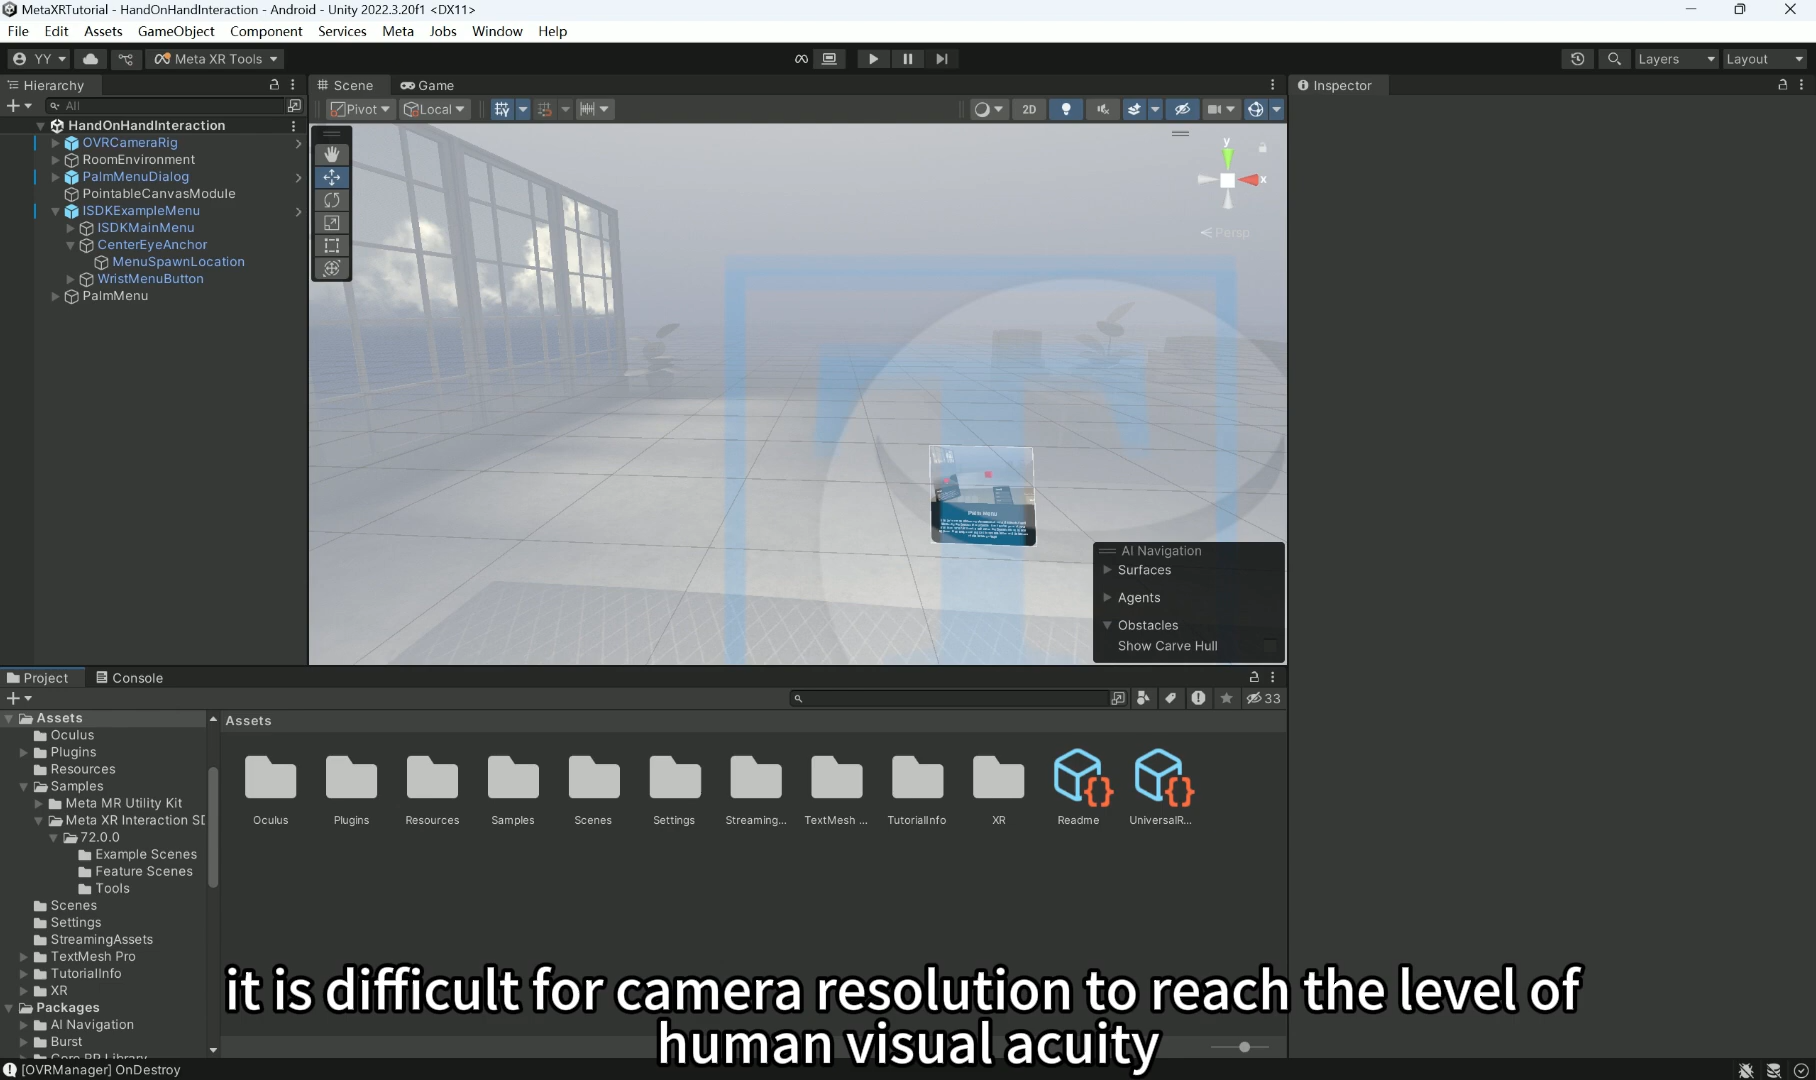 MetaXRTutorial - HandOnHandInteraction - Android - Unity 2022.3.20f1 <DX11>
File Edit Assets GameObject Component Services Meta Jobs Window Help
YY Meta XR Tools Layers Layout
Hierarchy
All
HandOnHandInteraction
OVRCameraRig
RoomEnvironment
PalmMenuDialog
PointableCanvasModule
ISDKExampleMenu
ISDKMainMenu
CenterEyeAnchor
MenuSpawnLocation
WristMenuButton
PalmMenu
Scene Game
Pivot Local 2D
y
x
Persp
T
Palm Menu
AI Navigation
Surfaces
Agents
Obstacles
Show Carve Hull
Inspector
Project Console
33
Assets
Oculus
Plugins
Resources
Samples
Meta MR Utility Kit
Meta XR Interaction SD
72.0.0
Example Scenes
Feature Scenes
Tools
Scenes
Settings
StreamingAssets
TextMesh Pro
TutorialInfo
XR
Packages
AI Navigation
Burst
Core RP Library
Assets
Oculus Plugins Resources Samples Scenes Settings Streaming... TextMesh ... TutorialInfo XR Readme UniversalR...
it is difficult for camera resolution to reach the level of
human visual acuity
[OVRManager] OnDestroy